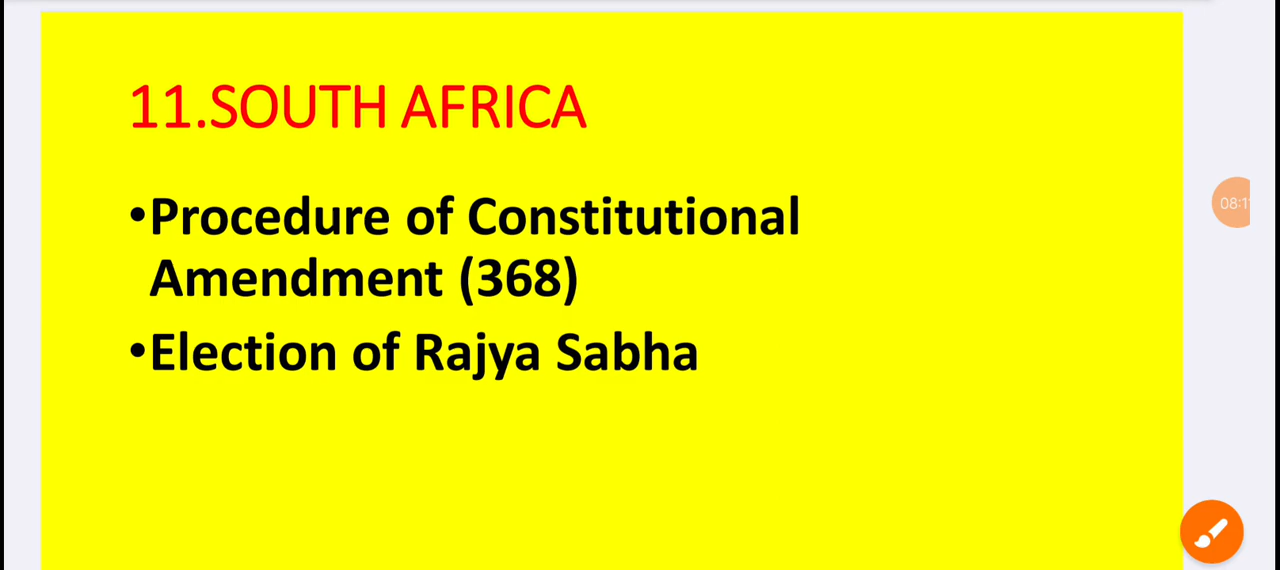 11.SOUTH AFRICA
•Procedure of Constitutional
Amendment (368)
•Election of Rajya Sabha